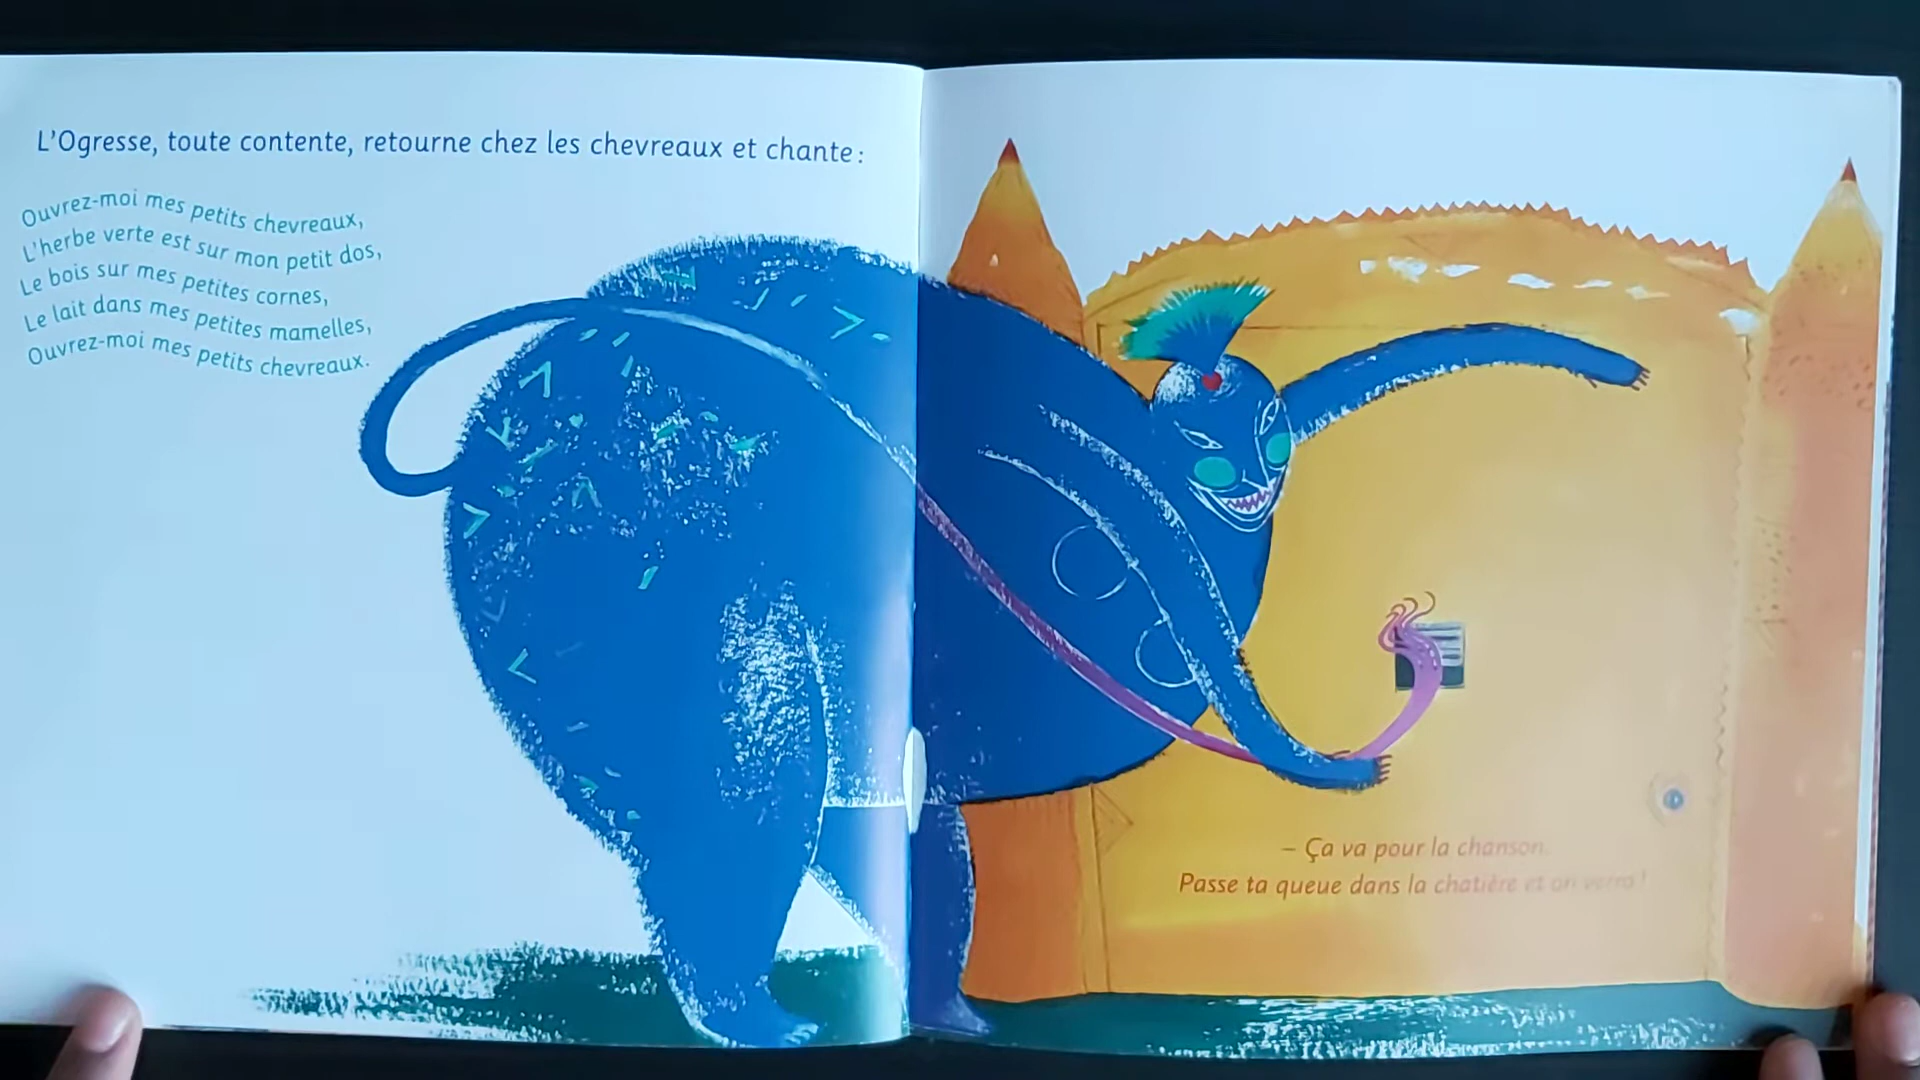 L'Ogresse, toute contente, retourne chez les chevreaux et chante :
Ouvrez-moi mes petits chevreaux,
L'herbe verte est sur mon petit dos,
Le bois sur mes petites cornes,
Le lait dans mes petites mamelles,
Ouvrez-moi mes petits chevreaux.
– Ça va pour la chanson.
Passe ta queue dans la chatière et on verra !